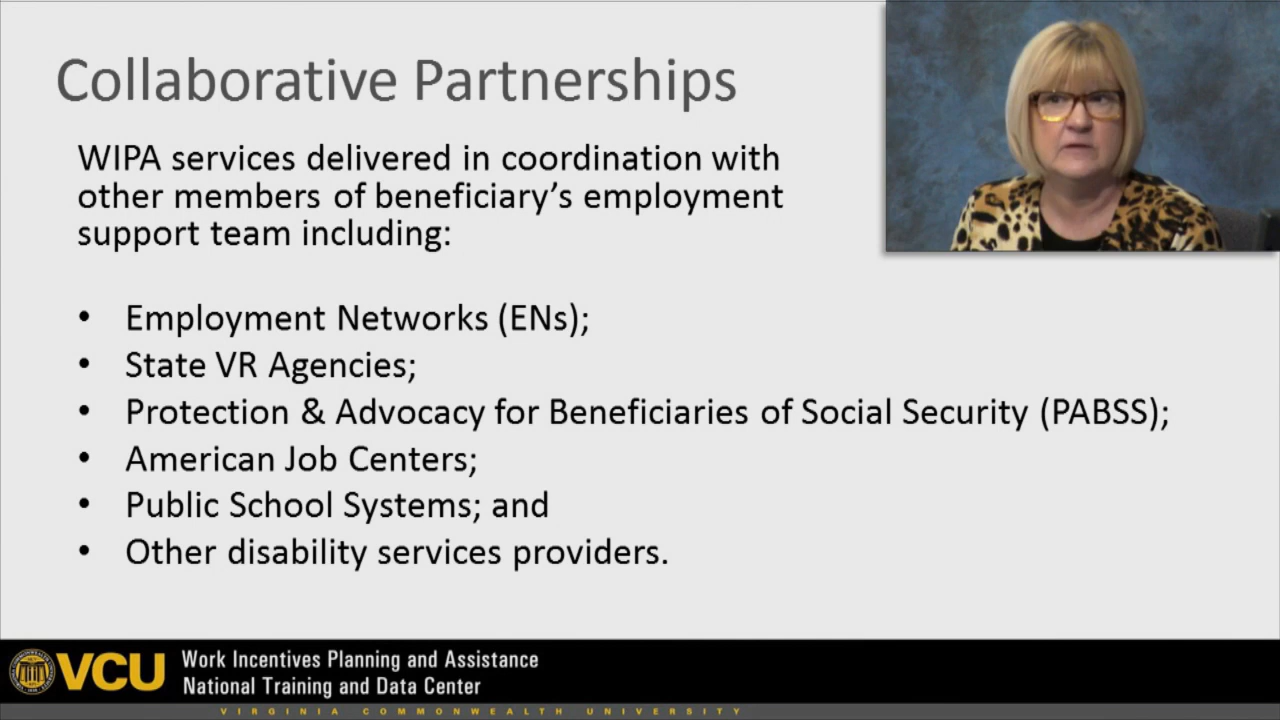 Collaborative Partnerships
WIPA services delivered in coordination with
other members of beneficiary's employment
support team including:
• Employment Networks (ENs);
• State VR Agencies;
• Protection & Advocacy for Beneficiaries of Social Security (PABSS);
• American Job Centers;
• Public School Systems; and
• Other disability services providers.
VCU
Work Incentives Planning and Assistance
National Training and Data Center
VIRGINIA COMMONWEALTH UNIVERSITY